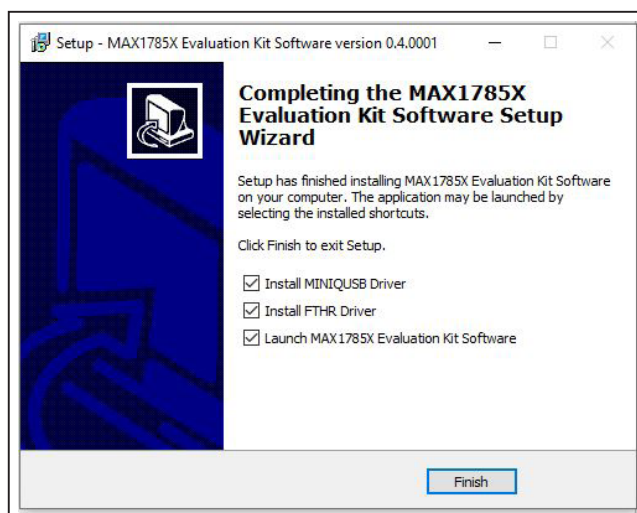 Setup - MAX1785X Evaluation Kit Software version 0.4.0001
Completing the MAX1785X
Evaluation Kit Software Setup
Wizard
Setup has finished installing MAX1785X Evaluation Kit Software
on your computer. The application may be launched by
selecting the installed shortcuts.
Click Finish to exit Setup.
Install MINIQUSB Driver
Install FTHR Driver
Launch MAX1785X Evaluation Kit Software
Finish